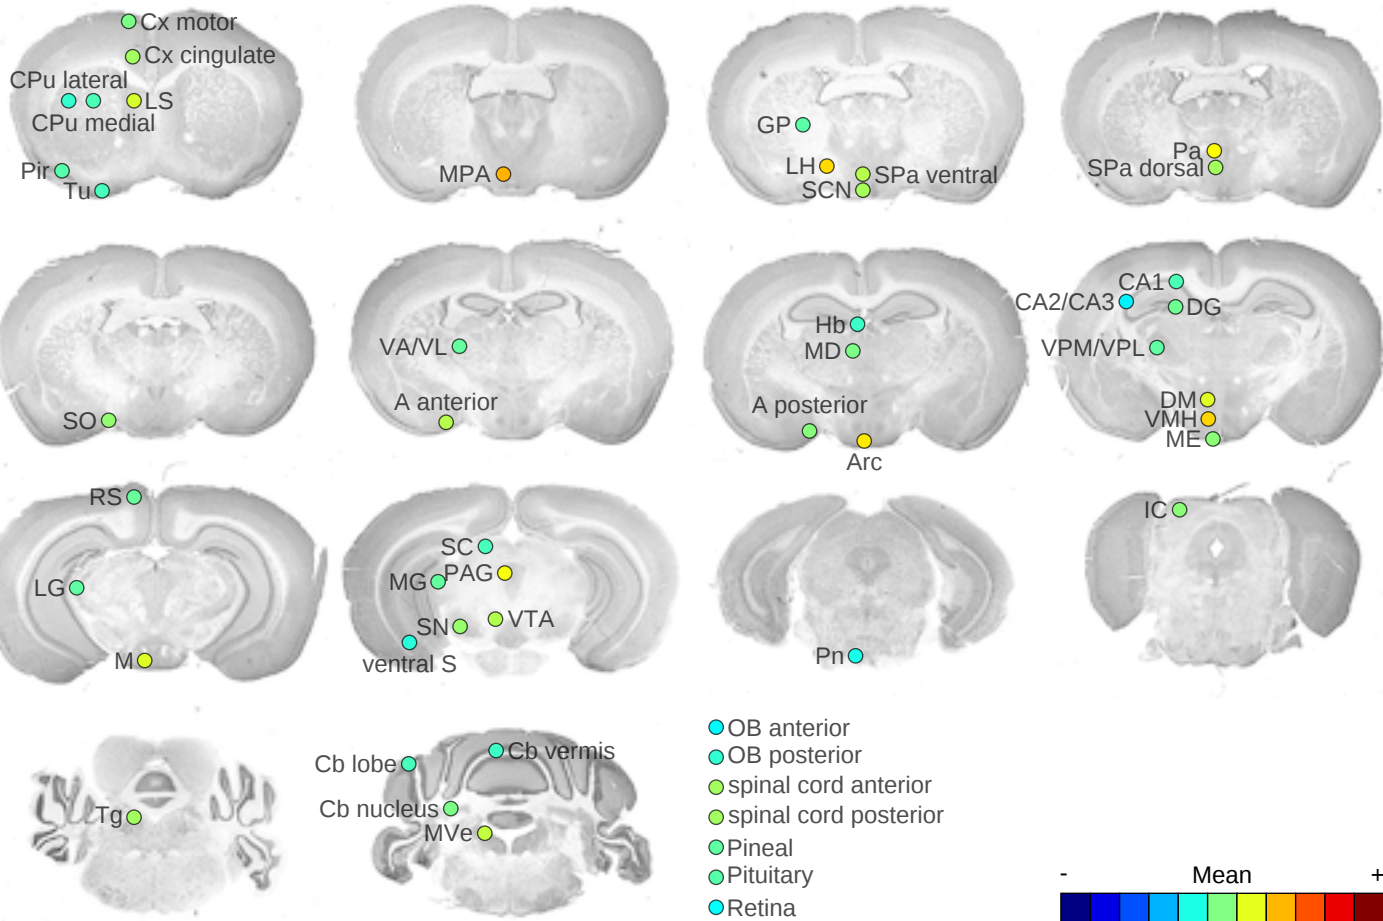 Cx motor
Cx cingulate
CPu lateral
LS
CPu medial
Pir
Tu
MPA
GP
LH
SPa ventral
SCN
Pa
SPa dorsal
SO
VA/VL
A anterior
Hb
MD
A posterior
Arc
CA1
CA2/CA3
DG
VPM/VPL
DM
VMH
ME
RS
LG
M
SC
MG
PAG
SN
VTA
ventral S
Pn
IC
Tg
Cb lobe
Cb vermis
Cb nucleus
MVe
OB anterior
OB posterior
spinal cord anterior
spinal cord posterior
Pineal
Pituitary
Retina
- Mean +